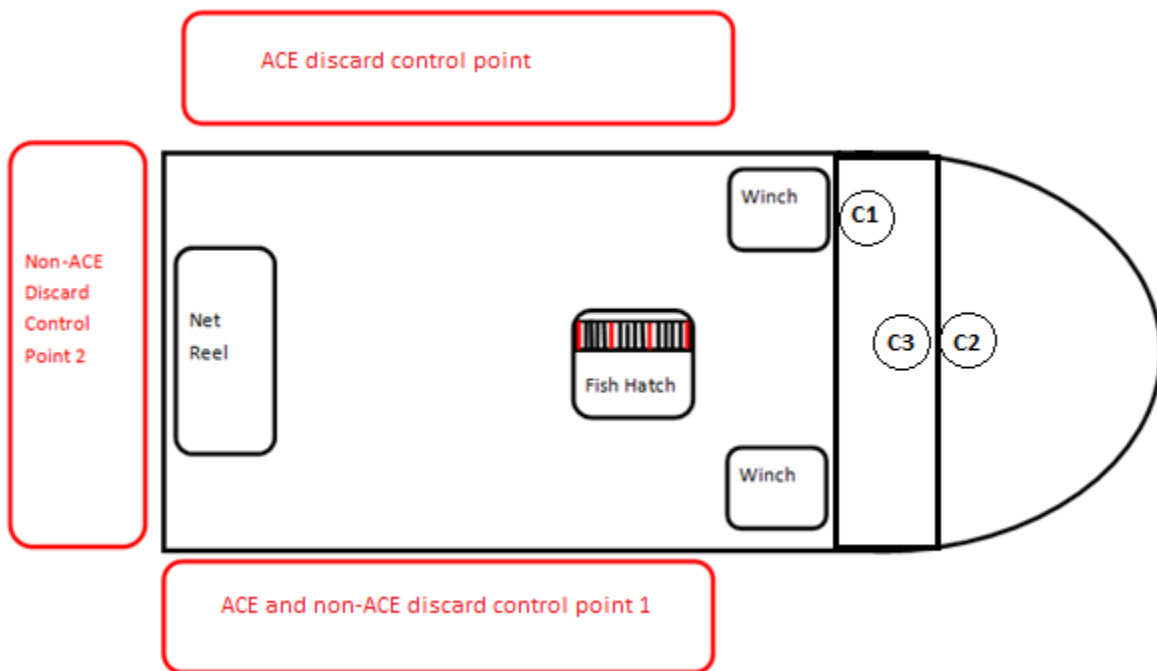 ACE discard control point
Winch
C1
Non-ACE
Discard
Control
Point 2
Net
Reel
C3
C2
Fish Hatch
Winch
ACE and non-ACE discard control point 1